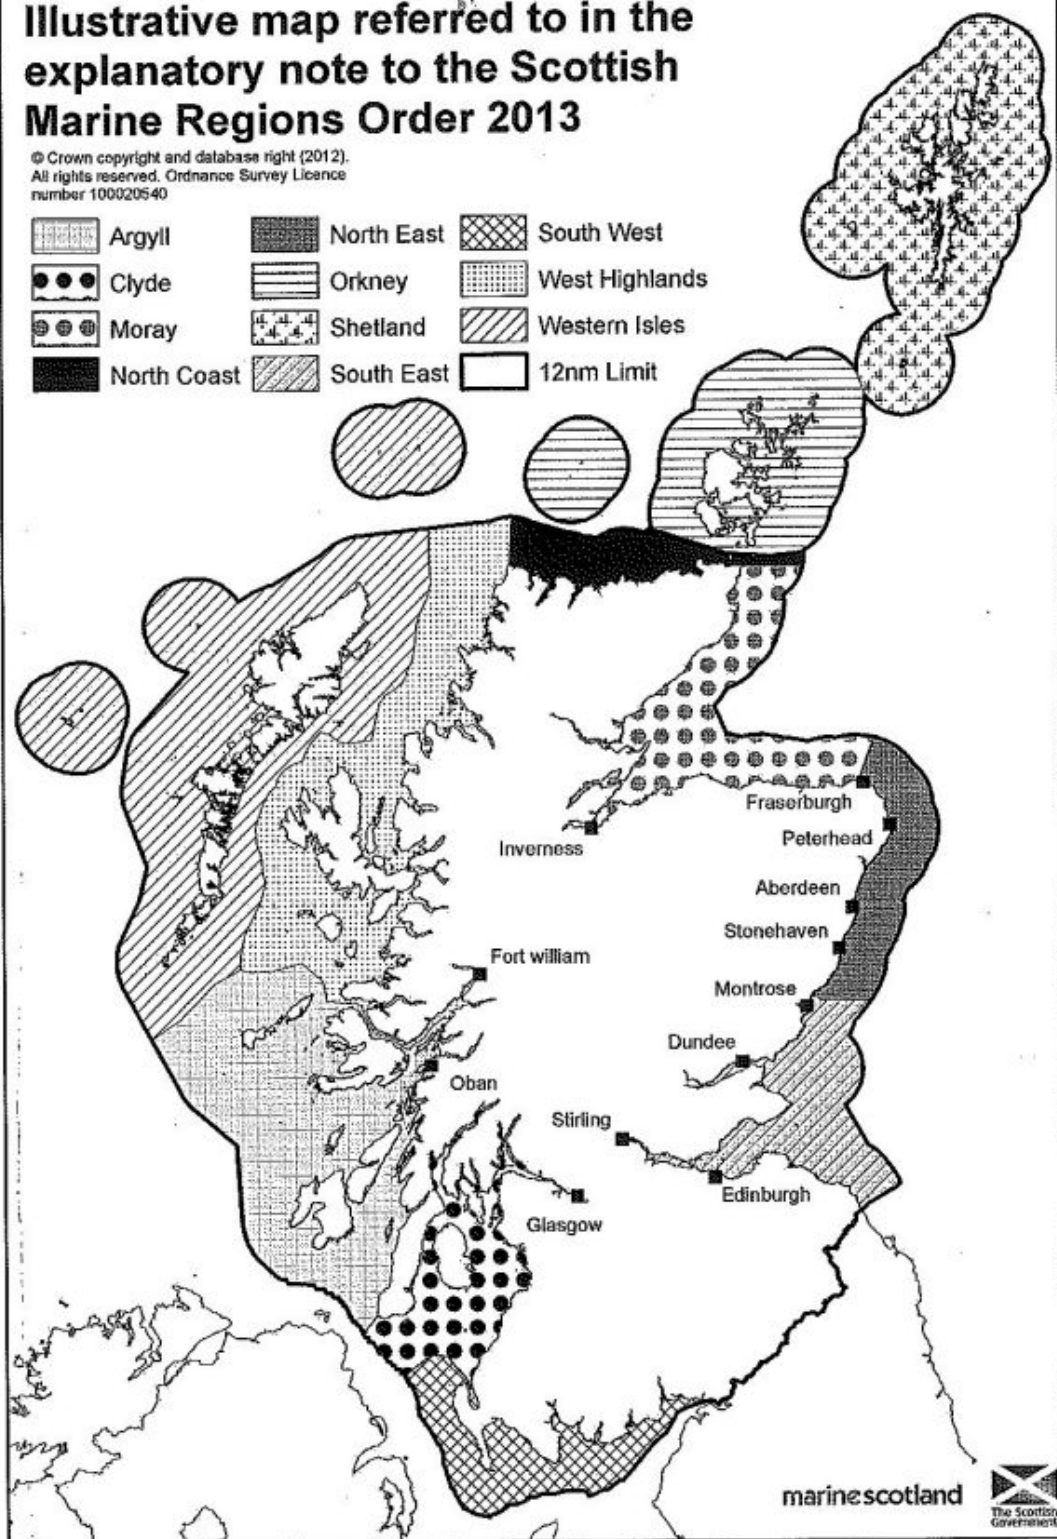 Illustrative map referred to in the
explanatory note to the Scottish
Marine Regions Order 2013
© Crown copyright and database right (2012).
All rights reserved. Ordnance Survey Licence
number 100020540
Argyll
Clyde
Moray
North Coast
North East
Orkney
Shetland
South East
South West
West Highlands
Western Isles
12nm Limit
Fraserburgh
Peterhead
Inverness
Aberdeen
Stonehaven
Fort william
Montrose
Dundee
Oban
Stirling
Edinburgh
Glasgow
marinescotland
The Scottish
Government